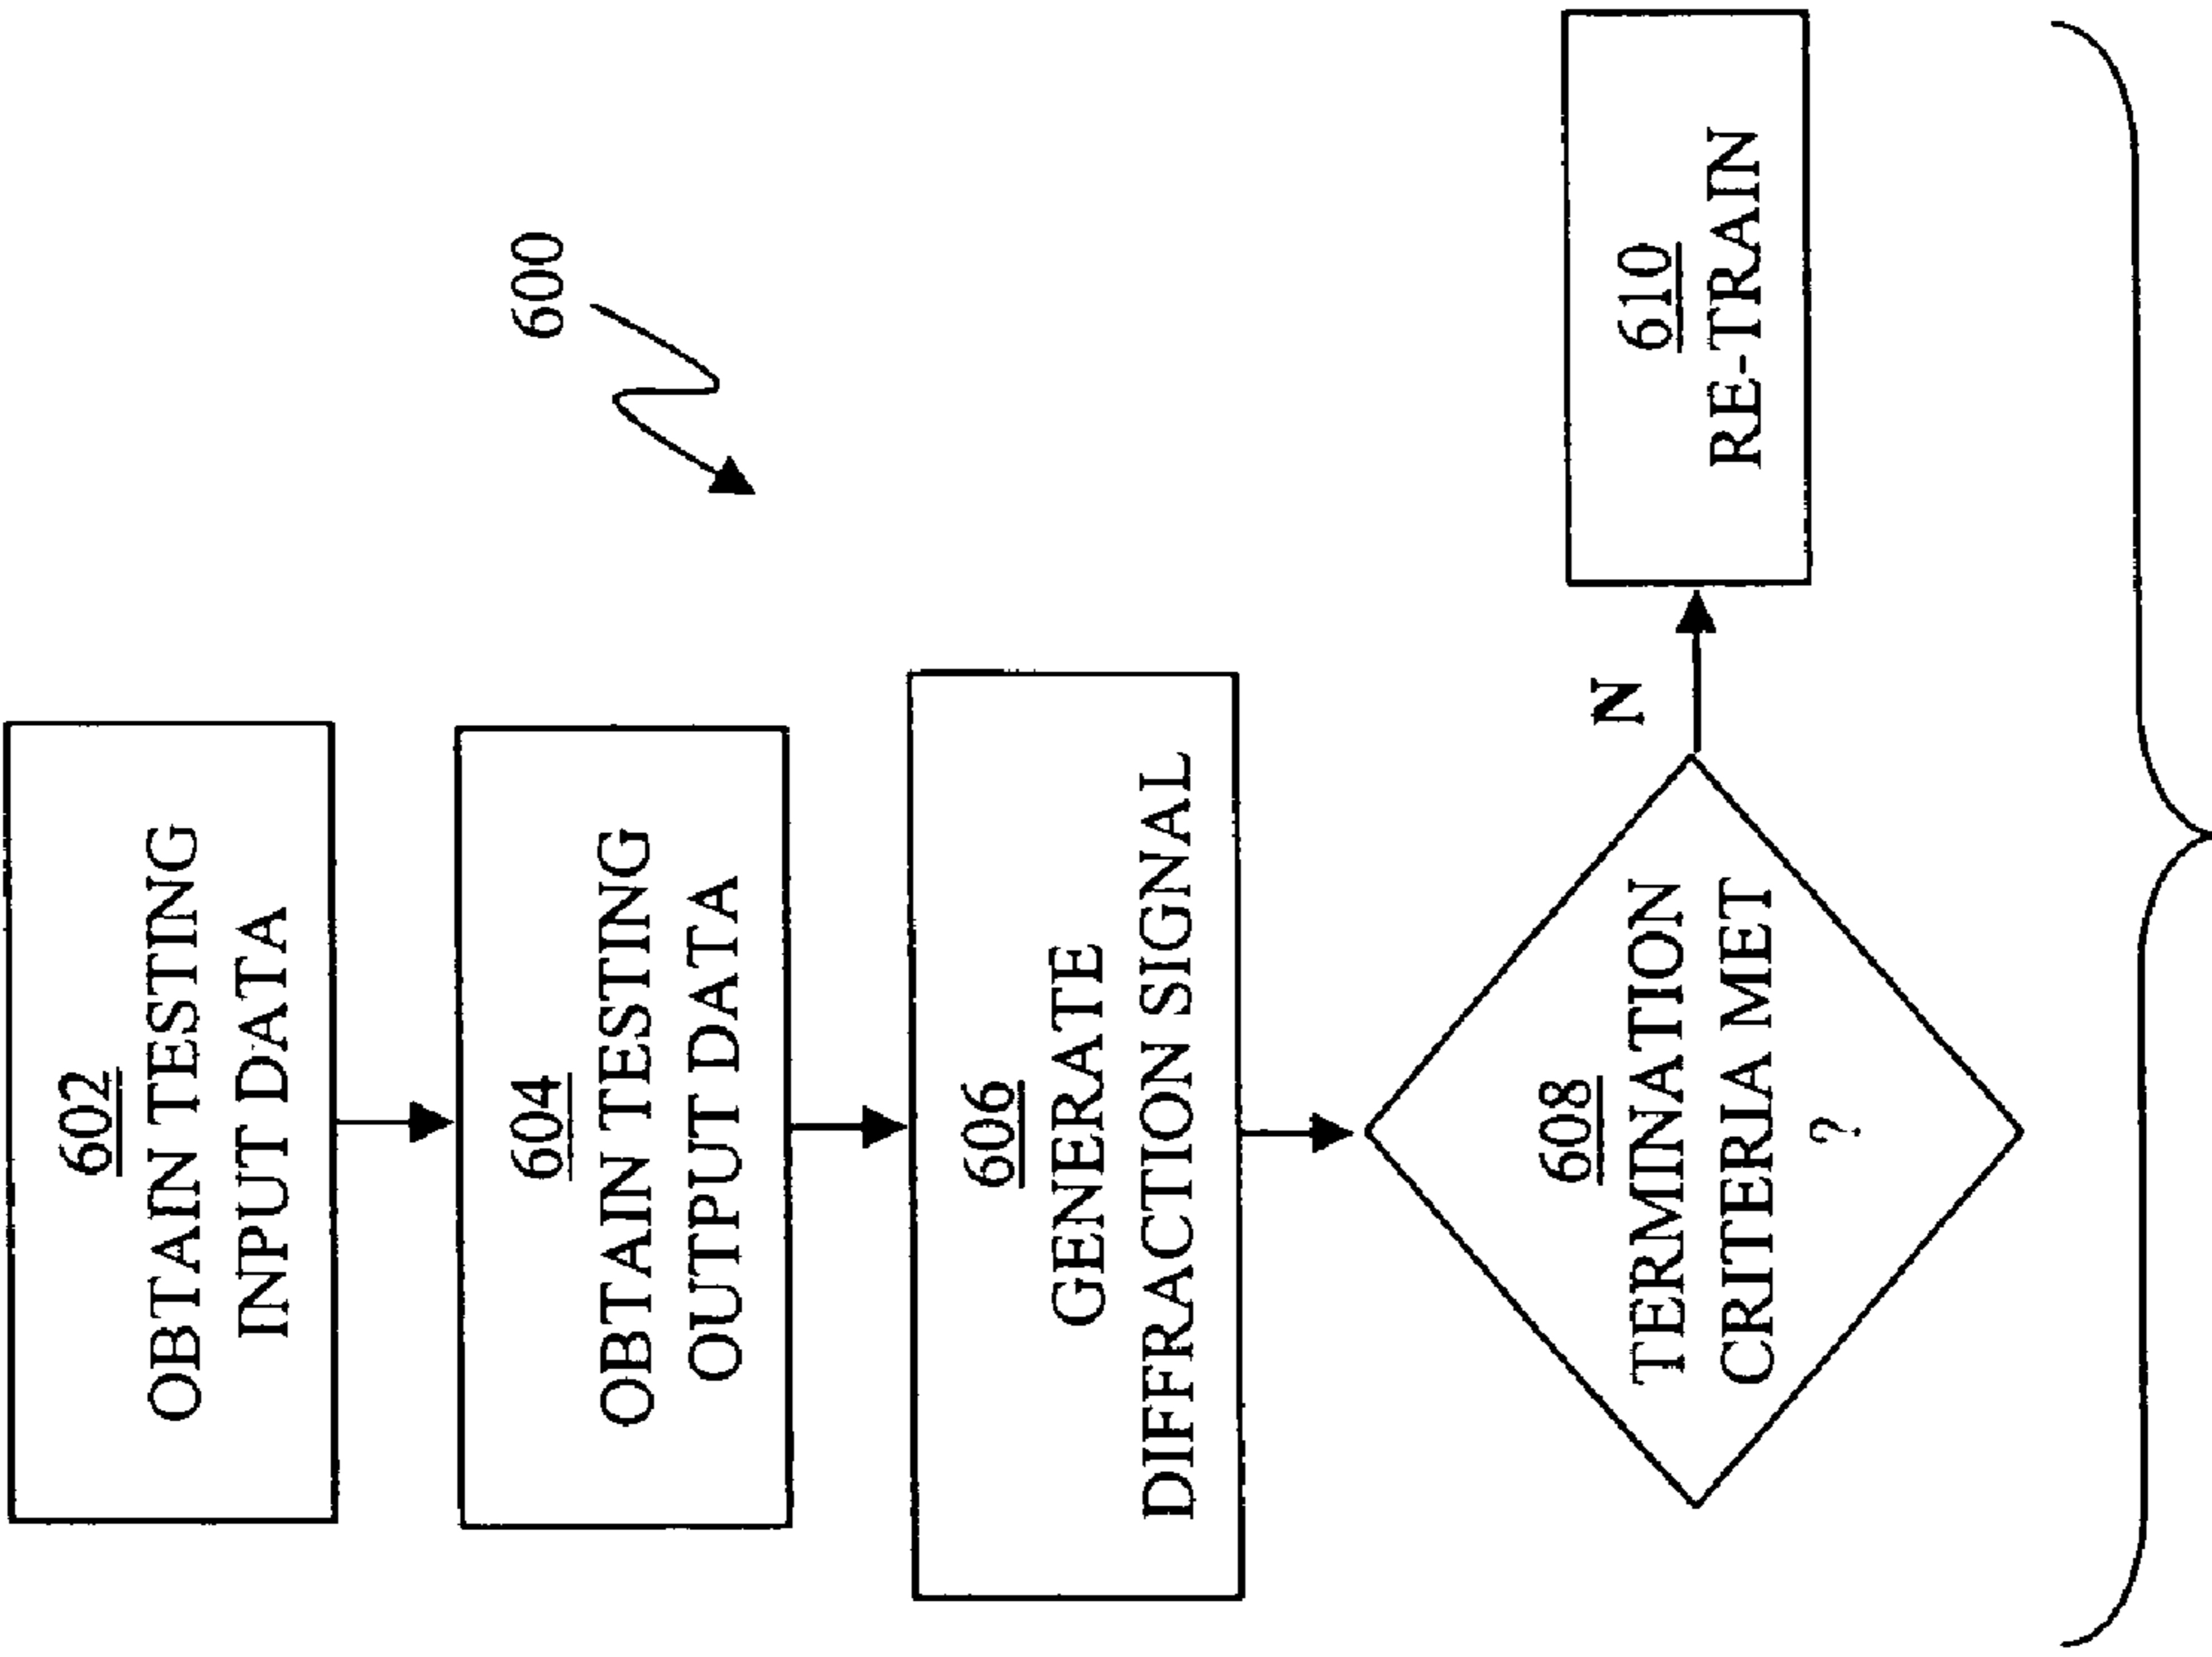 602
OBTAIN TESTING
INPUT DATA
600
604
OBTAIN TESTING
OUTPUT DATA
606
GENERATE
DIFFRACTION SIGNAL
608
TERMINATION
CRITERIA MET
?
N
610
RE-TRAIN